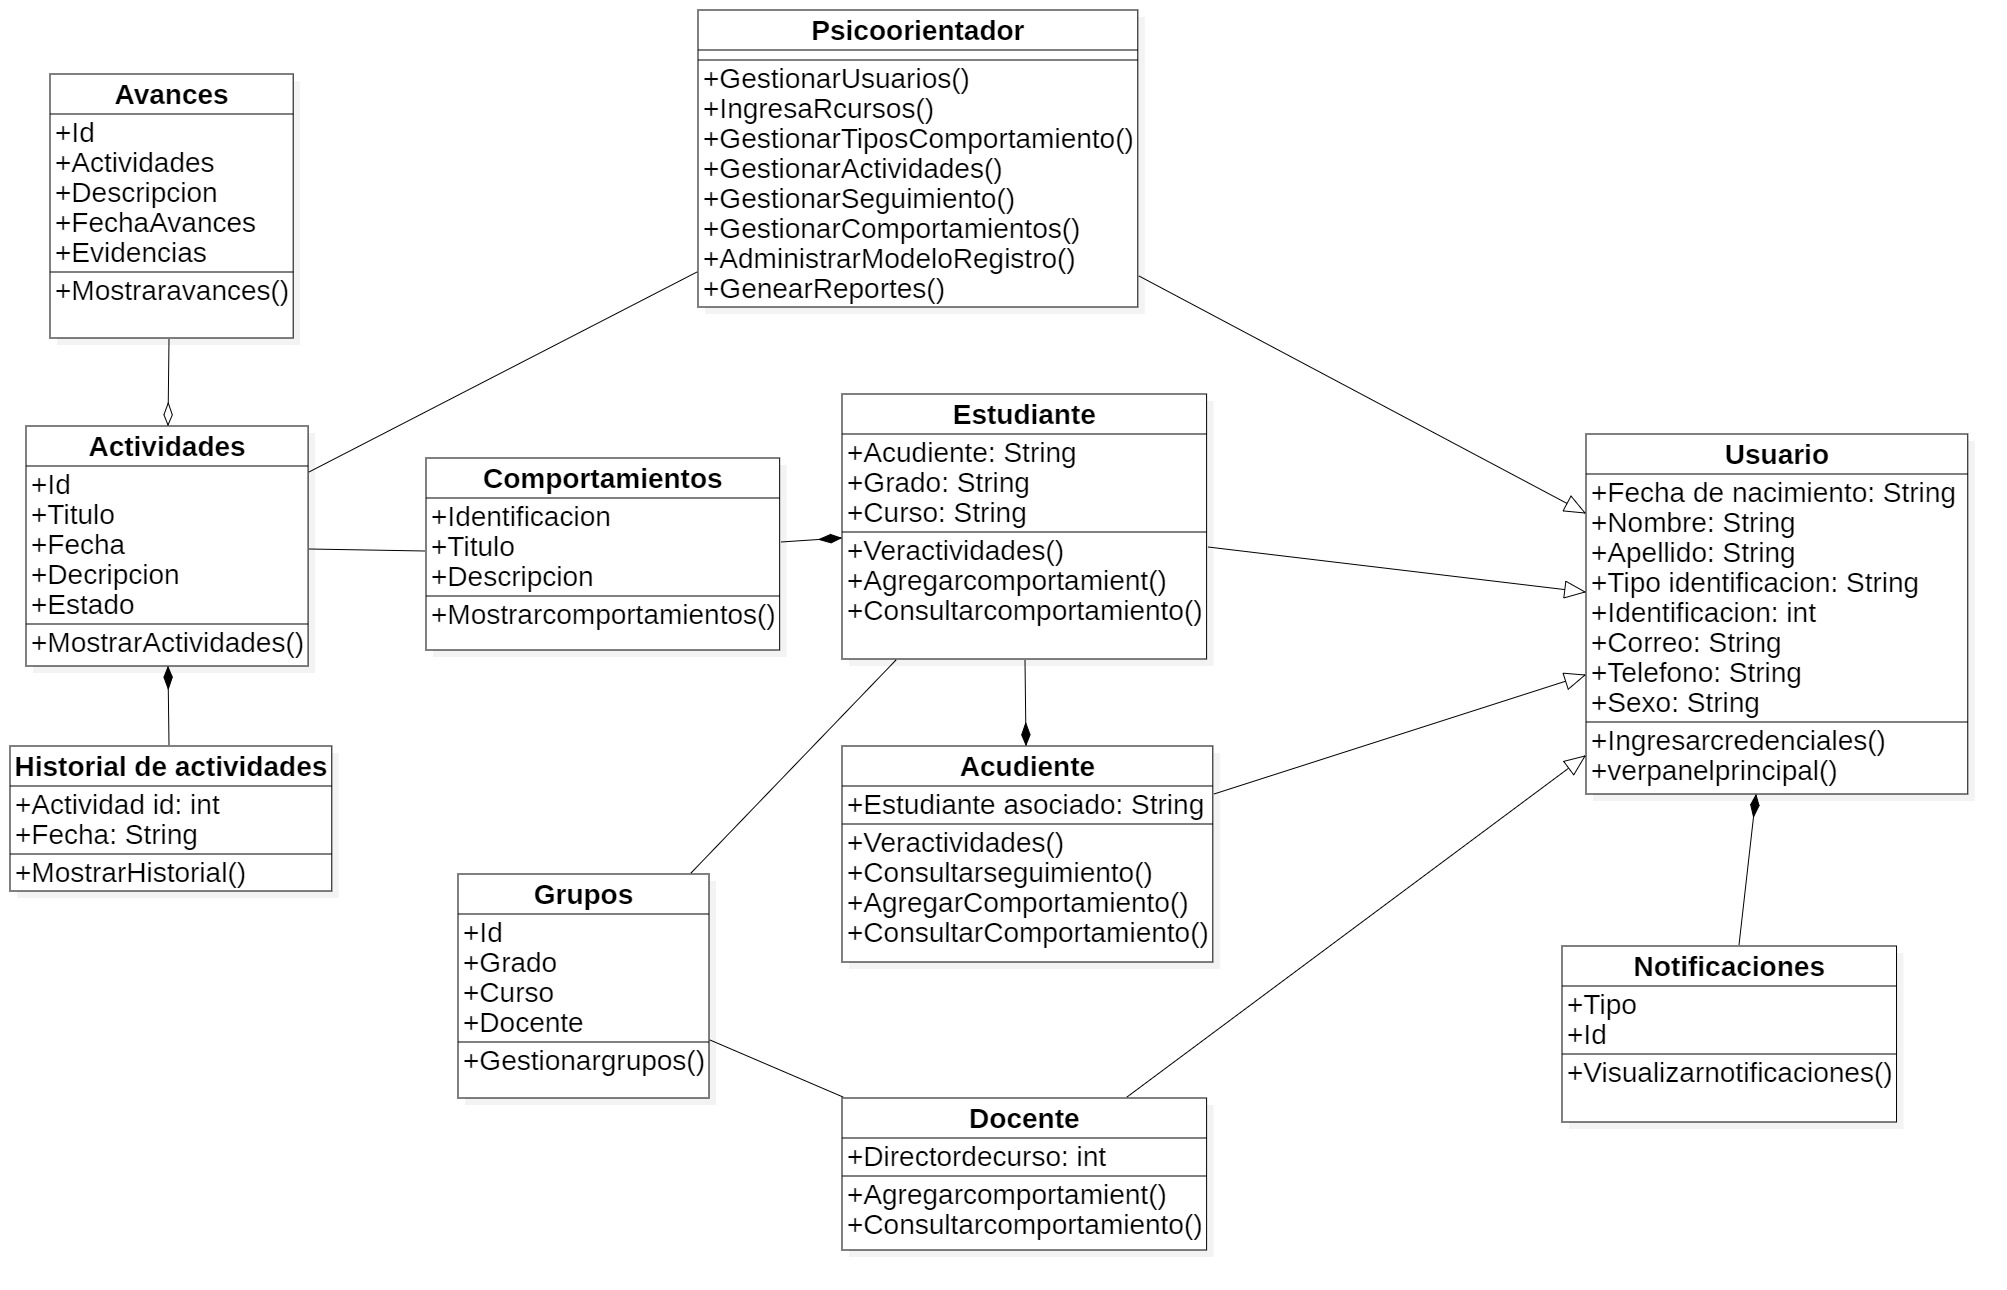 Psicoorientador
+GestionarUsuarios()
+IngresaRcursos()
+GestionarTiposComportamiento()
+GestionarActividades()
+GestionarSeguimiento()
+GestionarComportamientos()
+AdministrarModeloRegistro()
+GenearReportes()
Avances
+Id
+Actividades
+Descripcion
+FechaAvances
+Evidencias
+Mostraravances()
Actividades
+Id
+Titulo
+Fecha
+Decripcion
+Estado
+MostrarActividades()
Comportamientos
+Identificacion
+Titulo
+Descripcion
+Mostrarcomportamientos()
Estudiante
+Acudiente: String
+Grado: String
+Curso: String
+Veractividades()
+Agregarcomportamient()
+Consultarcomportamiento()
Usuario
+Fecha de nacimiento: String
+Nombre: String
+Apellido: String
+Tipo identificacion: String
+Identificacion: int
+Correo: String
+Telefono: String
+Sexo: String
+Ingresarcredenciales()
+verpanelprincipal()
Historial de actividades
+Actividad id: int
+Fecha: String
+MostrarHistorial()
Acudiente
+Estudiante asociado: String
+Veractividades()
+Consultarseguimiento()
+AgregarComportamiento()
+ConsultarComportamiento()
Grupos
+Id
+Grado
+Curso
+Docente
+Gestionargrupos()
Notificaciones
+Tipo
+Id
+Visualizarnotificaciones()
Docente
+Directordecurso: int
+Agregarcomportamient()
+Consultarcomportamiento()